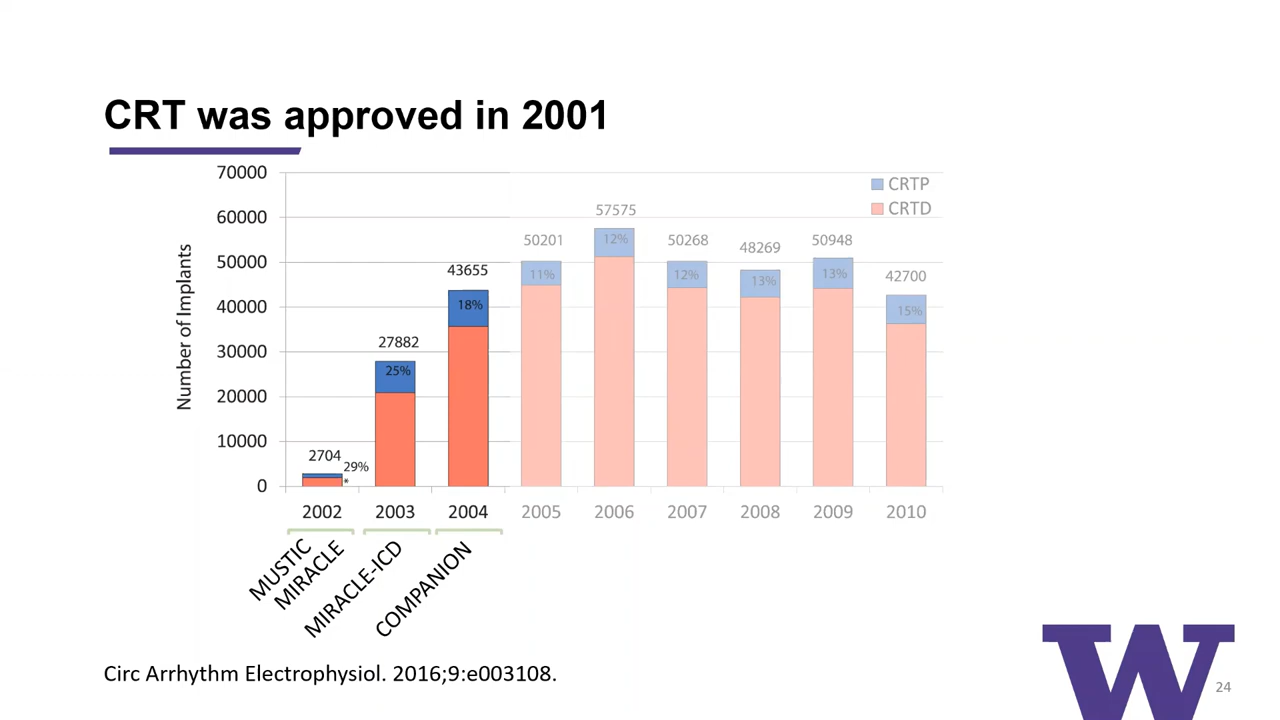 CRT was approved in 2001
70000
60000
50000
40000
30000
20000
10000
0
Number of Implants
CRTP
CRTD
2704
29%
*
27882
25%
43655
18%
50201
11%
57575
12%
50268
12%
48269
13%
50948
13%
42700
15%
2002 2003 2004 2005 2006 2007 2008 2009 2010
MUSTIC
MIRACLE
MIRACLE-ICD
COMPANION
Circ Arrhythm Electrophysiol. 2016;9:e003108.
W
24